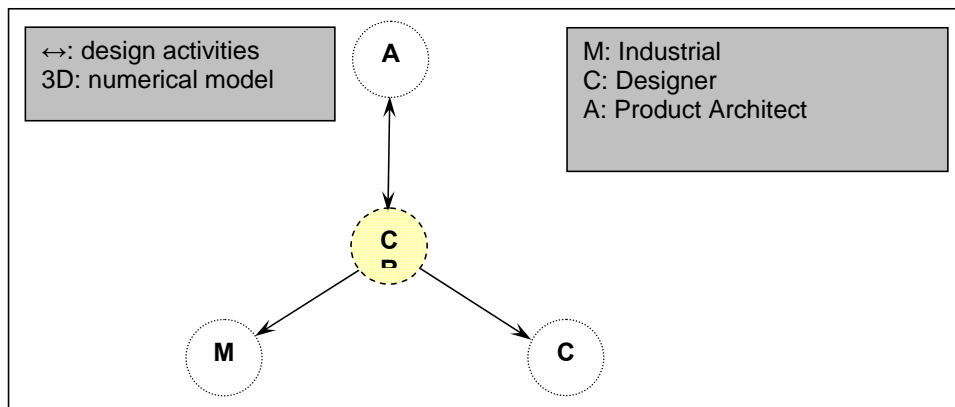 ↔: design activities
3D: numerical model
M: Industrial
C: Designer
A: Product Architect
A
C
M
C